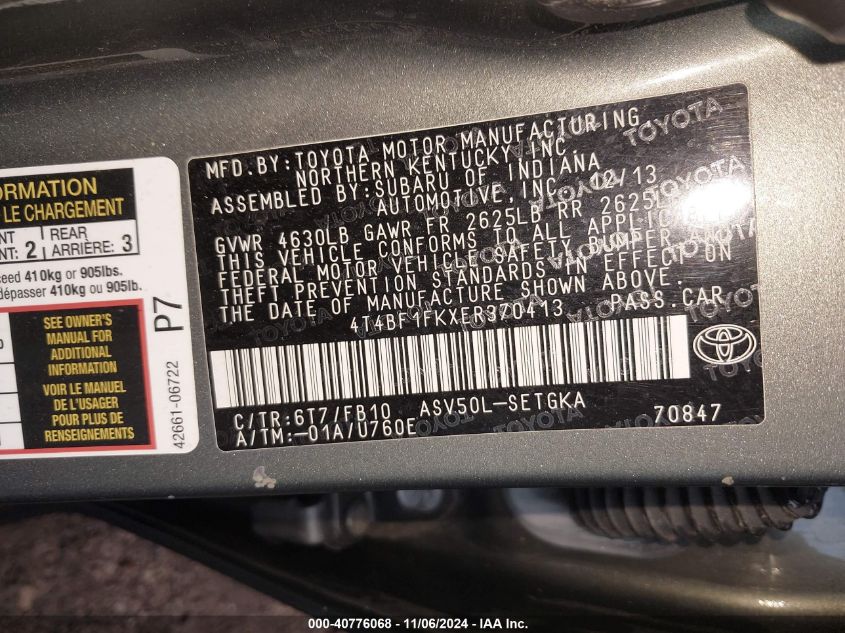 ORMATION
LE CHARGEMENT
NT 2 REAR
NT: ARRIÈRE: 3
ceed 410kg or 905lbs.
dépasser 410kg ou 905lb.
SEE OWNER'S
MANUAL FOR
ADDITIONAL
INFORMATION
VOIR LE MANUEL
DE L'USAGER
POUR PLUS DE
RENSEIGNEMENTS
P7
42661-06722
MFD.BY:TOYOTA MOTOR MANUFACTURING,
NORTHERN KENTUCKY,INC.
ASSEMBLED BY:SUBARU OF INDIANA
AUTOMOTIVE,INC. 12/13
GVWR 4630LB GAWR FR 2625LB RR 2625LB
THIS VEHICLE CONFORMS TO ALL
FEDERAL MOTOR VEHICLE SAFETY, BUMPER AND
THEFT PREVENTION STANDARDS IN EFFECT ON
THE DATE OF MANUFACTURE SHOWN ABOVE.
4T4BF1FKXER370413 PASS.CAR
C/TR:6T7/FB10 ASV50L-SETGKA
A/TM:-01A/U760E 70847
TOYOTA
000-40776068 - 11/06/2024 - IAA Inc.